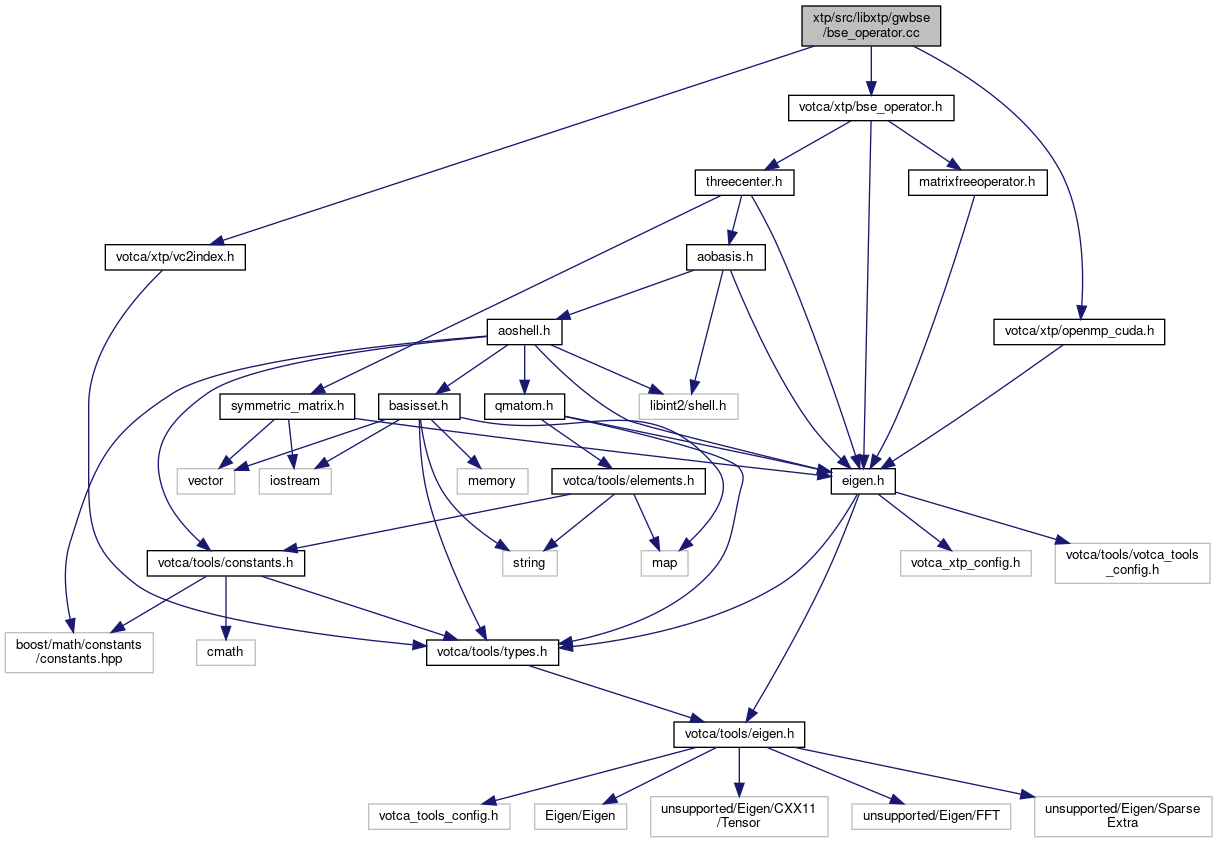 xtp/src/libxtp/gwbse
/bse_operator.cc
votca/xtp/bse_operator.h
threecenter.h
matrixfreeoperator.h
votca/xtp/vc2index.h
aobasis.h
aoshell.h
votca/xtp/openmp_cuda.h
symmetric_matrix.h
basisset.h
qmatom.h
libint2/shell.h
vector
iostream
memory
votca/tools/elements.h
eigen.h
votca/tools/constants.h
string
map
votca_xtp_config.h
votca/tools/votca_tools
_config.h
boost/math/constants
/constants.hpp
cmath
votca/tools/types.h
votca/tools/eigen.h
votca_tools_config.h
Eigen/Eigen
unsupported/Eigen/CXX11
/Tensor
unsupported/Eigen/FFT
unsupported/Eigen/Sparse
Extra